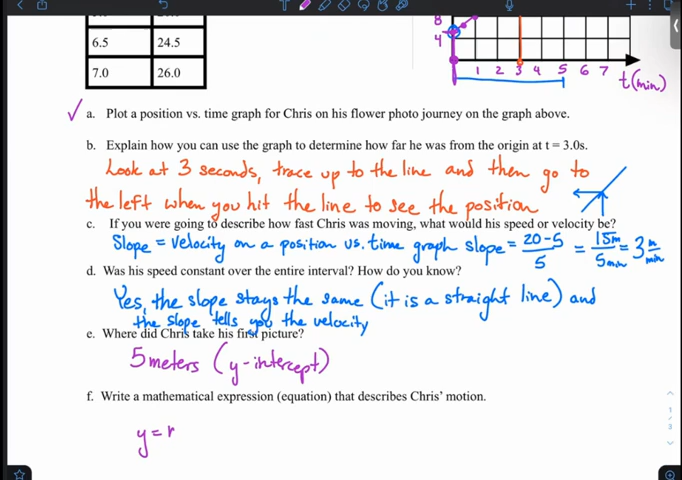 6.5 24.5
7.0 26.0
8
4
1 2 3 4 5 6 7 t(min)
✓ a. Plot a position vs. time graph for Chris on his flower photo journey on the graph above.
b. Explain how you can use the graph to determine how far he was from the origin at t = 3.0s.
Look at 3 seconds, trace up to the line and then go to
the left when you hit the line to see the position
c. If you were going to describe how fast Chris was moving, what would his speed or velocity be?
Slope = velocity on a position vs. time graph slope = 20-5/5 = 15m/5min = 3 m/min
d. Was his speed constant over the entire interval? How do you know?
Yes, the slope stays the same (it is a straight line) and
the slope tells you the velocity
e. Where did Chris take his first picture?
5 meters (y-intercept)
f. Write a mathematical expression (equation) that describes Chris' motion.
y=r
1
3